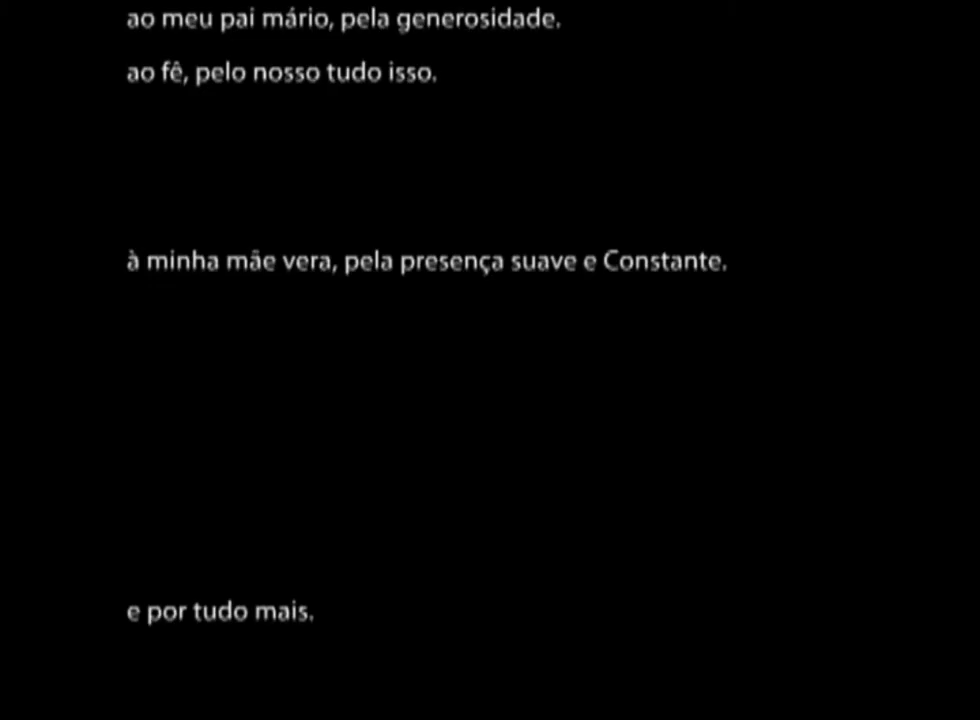 ao meu pai mário, pela generosidade.
ao fê, pelo nosso tudo isso.
à minha mãe vera, pela presença suave e Constante.
e por tudo mais.